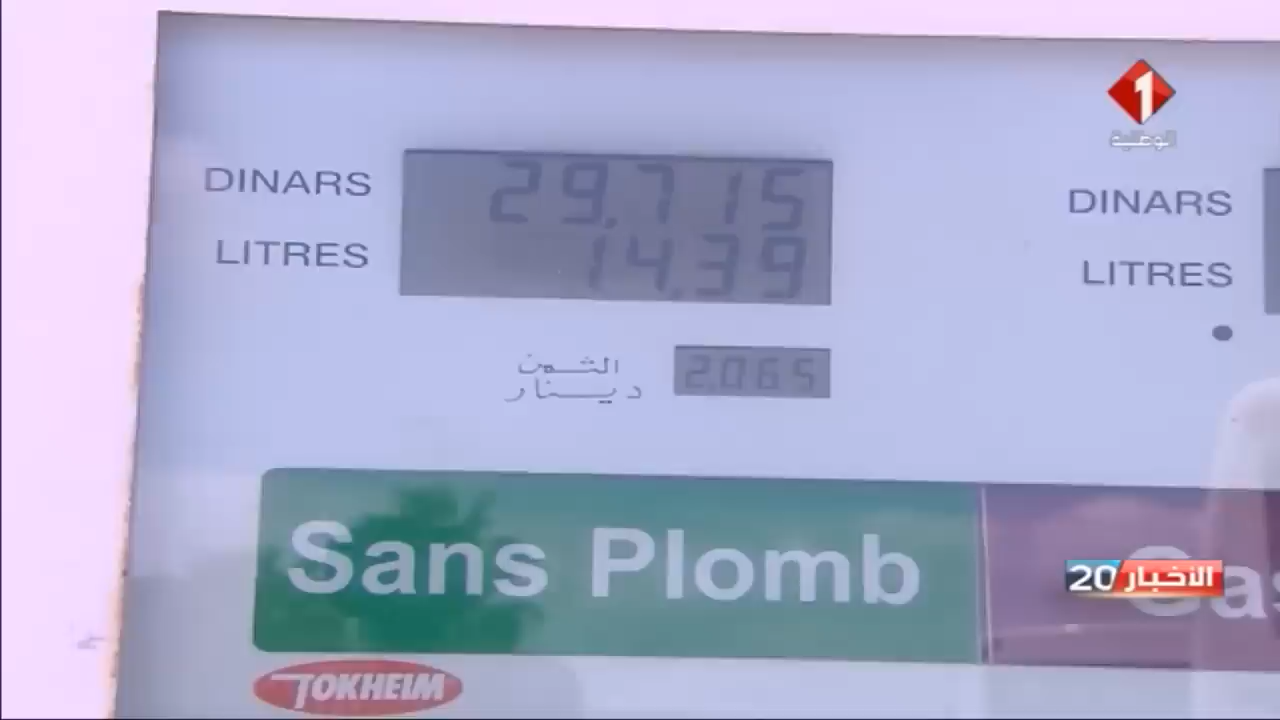 DINARS 29.715
LITRES 14.39
الثمن
دينار
2.065
Sans Plomb
TOKHEIM
DINARS
LITRES
1
الوطنية
الأخبار 20